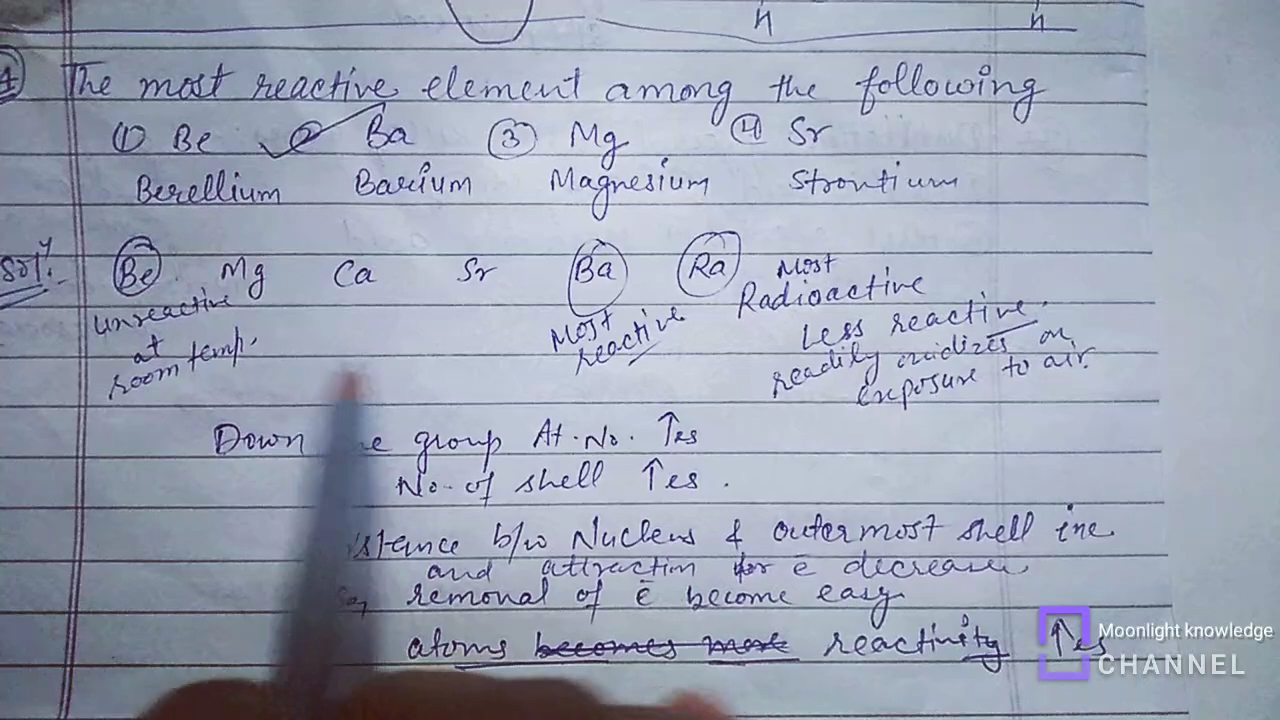 n n
4 The most reactive element among the following
(1) Be (2) Ba (3) Mg (4) Sr
Berellium Barium Magnesium Strontium
Sol.
Be Mg Ca Sr Ba Ra
unreactive at room temp.
Most reactive
Most Radioactive
Less reactive
readily oxidizes on
exposure to air.
Down group At. No. ↑es
No. of shell ↑es.
b/w Nucleus & outermost shell inc
and attraction for e̅ decreases
removal of e̅ become easy
atoms becomes most reactivity ↑es
Moonlight knowledge
CHANNEL